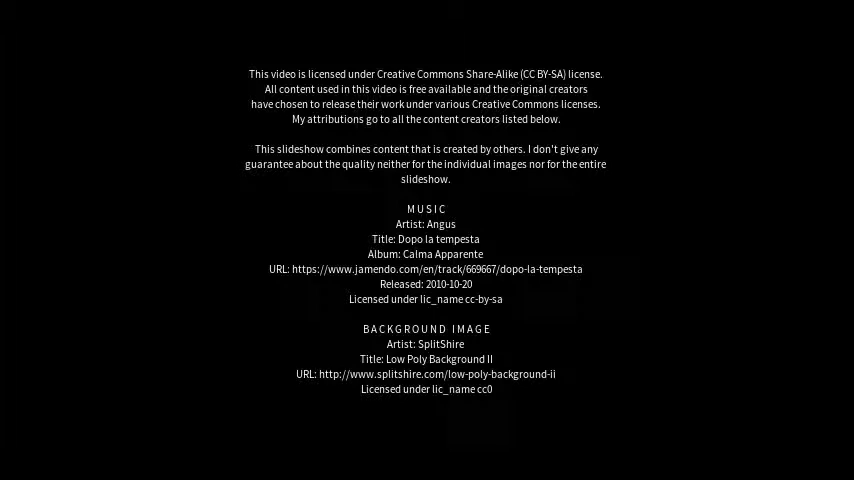 This video is licensed under Creative Commons Share-Alike (CC BY-SA) license.
All content used in this video is free available and the original creators
have chosen to release their work under various Creative Commons licenses.
My attributions go to all the content creators listed below.
This slideshow combines content that is created by others. I don't give any
guarantee about the quality neither for the individual images nor for the entire
slideshow.
MUSIC
Artist: Angus
Title: Dopo la tempesta
Album: Calma Apparente
URL: https://www.jamendo.com/en/track/669667/dopo-la-tempesta
Released: 2010-10-20
Licensed under lic_name cc-by-sa
BACKGROUND IMAGE
Artist: SplitShire
Title: Low Poly Background II
URL: http://www.splitshire.com/low-poly-background-ii
Licensed under lic_name cc0